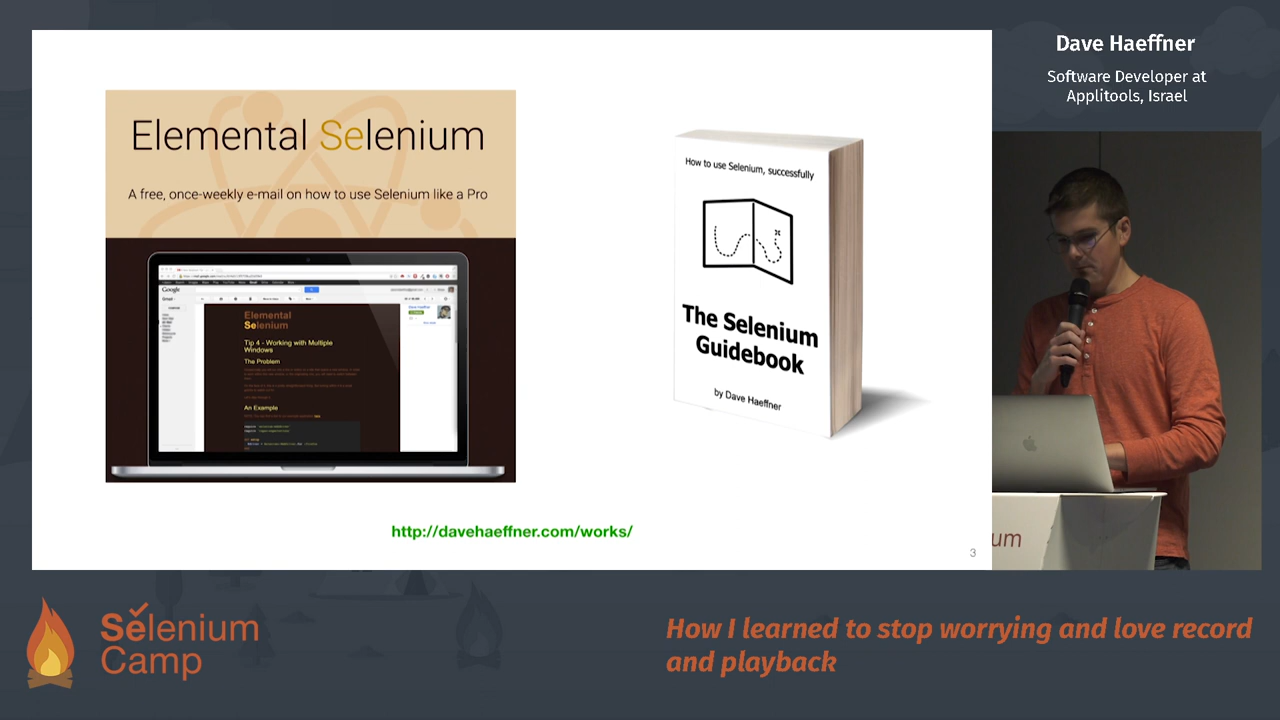 Dave Haeffner
Software Developer at
Applitools, Israel
Elemental Selenium
A free, once-weekly e-mail on how to use Selenium like a Pro
Google
Elemental
Selenium
Tip 4 - Working with Multiple
Windows
The Problem
An Example
How to use Selenium, successfully
The Selenium
Guidebook
by Dave Haeffner
http://davehaeffner.com/works/
3
um
Selenium
Camp
How I learned to stop worrying and love record
and playback